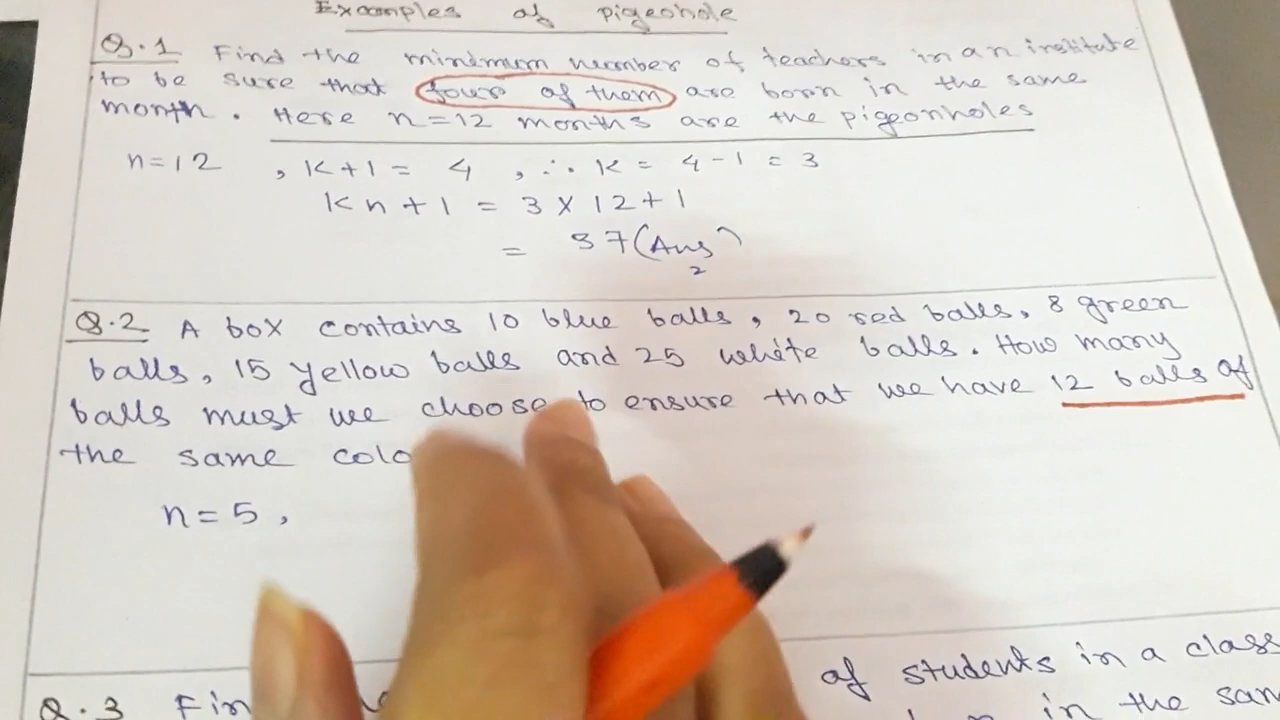 Examples of pigeohole
Q.1 Find the minimum number of teachers in an institute
to be sure that four of them are born in the same
month. Here n=12 months are the pigeonholes
n=12 , K+1 = 4 , ∴ K = 4-1 = 3
Kn+1 = 3×12+1
= 37(Ans)
Q.2 A box contains 10 blue balls, 20 red balls, 8 green
balls, 15 yellow balls and 25 white balls. How many
balls must we choose to ensure that we have 12 balls of
the same colo
n=5,
of students in a class
Q.3 Fin in the sam